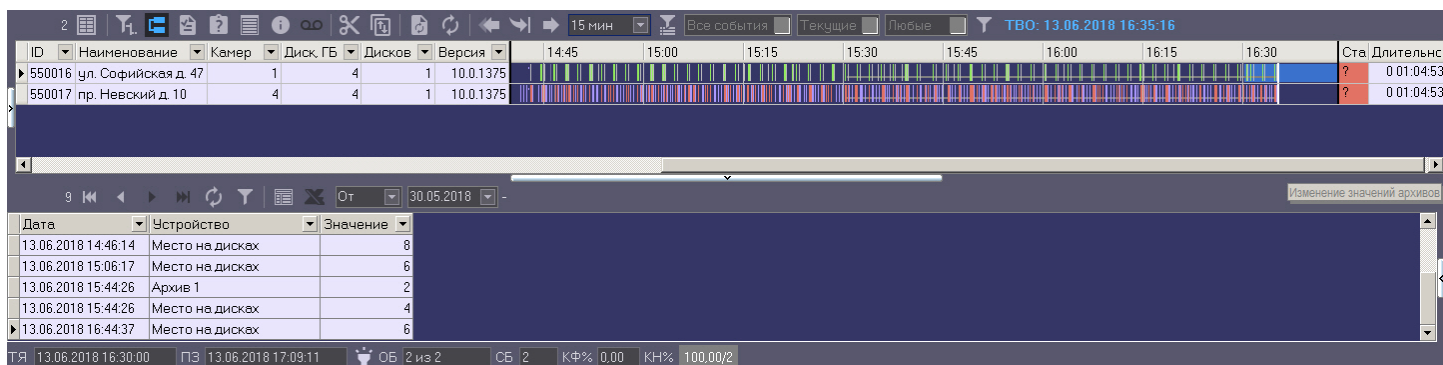 2 15 мин Все события Текущие Любые ТВО: 13.06.2018 16:35:16
ID Наименование Камер Диск, ГБ Дисков Версия 14:45 15:00 15:15 15:30 15:45 16:00 16:15 16:30 Ста Длительнс
550016 ул. Софийская д. 47 1 4 1 10.0.1375 ? 0 01:04:53
550017 пр. Невский д. 10 4 4 1 10.0.1375 ? 0 01:04:53
9 От 30.05.2018 - Изменение значений архивов
Дата Устройство Значение
13.06.2018 14:46:14 Место на дисках 8
13.06.2018 15:06:17 Место на дисках 6
13.06.2018 15:44:26 Архив 1 2
13.06.2018 15:44:26 Место на дисках 4
13.06.2018 16:44:37 Место на дисках 6
ТЯ 13.06.2018 16:30:00 ПЗ 13.06.2018 17:09:11 ОБ 2 из 2 СБ 2 КФ% 0,00 КН% 100,00/2